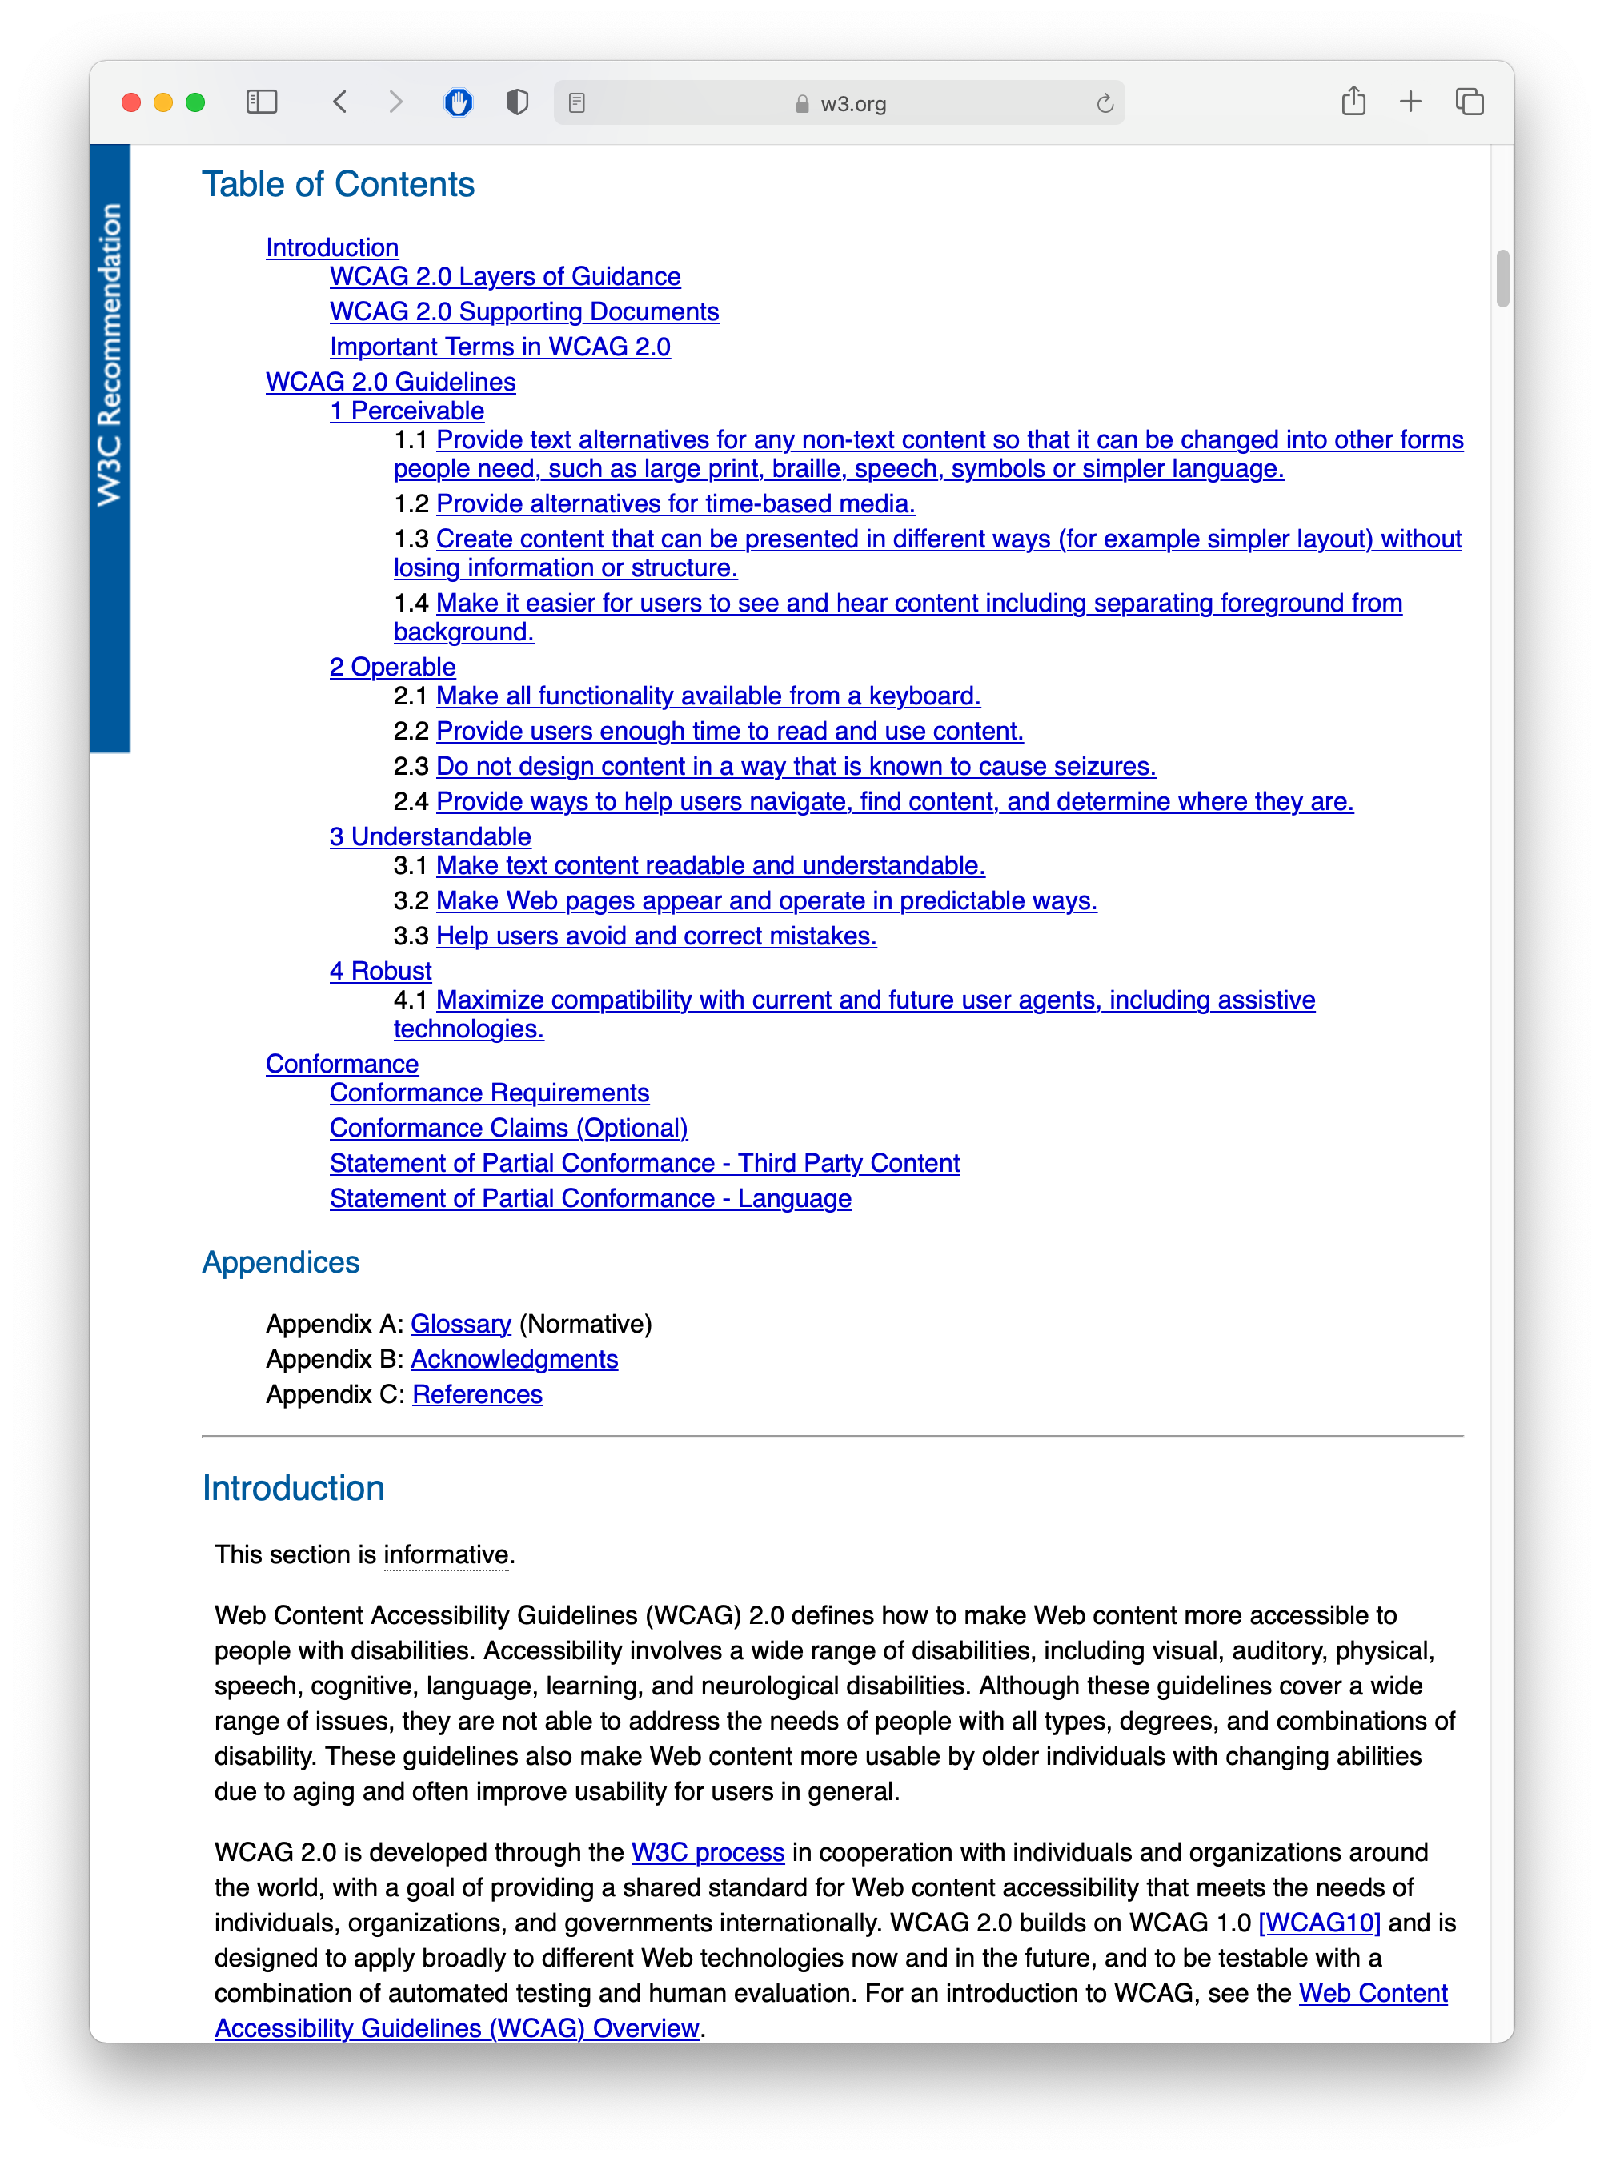 w3.org
W3C Recommendation
Table of Contents
Introduction
WCAG 2.0 Layers of Guidance
WCAG 2.0 Supporting Documents
Important Terms in WCAG 2.0
WCAG 2.0 Guidelines
1 Perceivable
1.1 Provide text alternatives for any non-text content so that it can be changed into other forms
people need, such as large print, braille, speech, symbols or simpler language.
1.2 Provide alternatives for time-based media.
1.3 Create content that can be presented in different ways (for example simpler layout) without
losing information or structure.
1.4 Make it easier for users to see and hear content including separating foreground from
background.
2 Operable
2.1 Make all functionality available from a keyboard.
2.2 Provide users enough time to read and use content.
2.3 Do not design content in a way that is known to cause seizures.
2.4 Provide ways to help users navigate, find content, and determine where they are.
3 Understandable
3.1 Make text content readable and understandable.
3.2 Make Web pages appear and operate in predictable ways.
3.3 Help users avoid and correct mistakes.
4 Robust
4.1 Maximize compatibility with current and future user agents, including assistive
technologies.
Conformance
Conformance Requirements
Conformance Claims (Optional)
Statement of Partial Conformance - Third Party Content
Statement of Partial Conformance - Language
Appendices
Appendix A: Glossary (Normative)
Appendix B: Acknowledgments
Appendix C: References
Introduction
This section is informative.
Web Content Accessibility Guidelines (WCAG) 2.0 defines how to make Web content more accessible to
people with disabilities. Accessibility involves a wide range of disabilities, including visual, auditory, physical,
speech, cognitive, language, learning, and neurological disabilities. Although these guidelines cover a wide
range of issues, they are not able to address the needs of people with all types, degrees, and combinations of
disability. These guidelines also make Web content more usable by older individuals with changing abilities
due to aging and often improve usability for users in general.
WCAG 2.0 is developed through the W3C process in cooperation with individuals and organizations around
the world, with a goal of providing a shared standard for Web content accessibility that meets the needs of
individuals, organizations, and governments internationally. WCAG 2.0 builds on WCAG 1.0 [WCAG10] and is
designed to apply broadly to different Web technologies now and in the future, and to be testable with a
combination of automated testing and human evaluation. For an introduction to WCAG, see the Web Content
Accessibility Guidelines (WCAG) Overview.